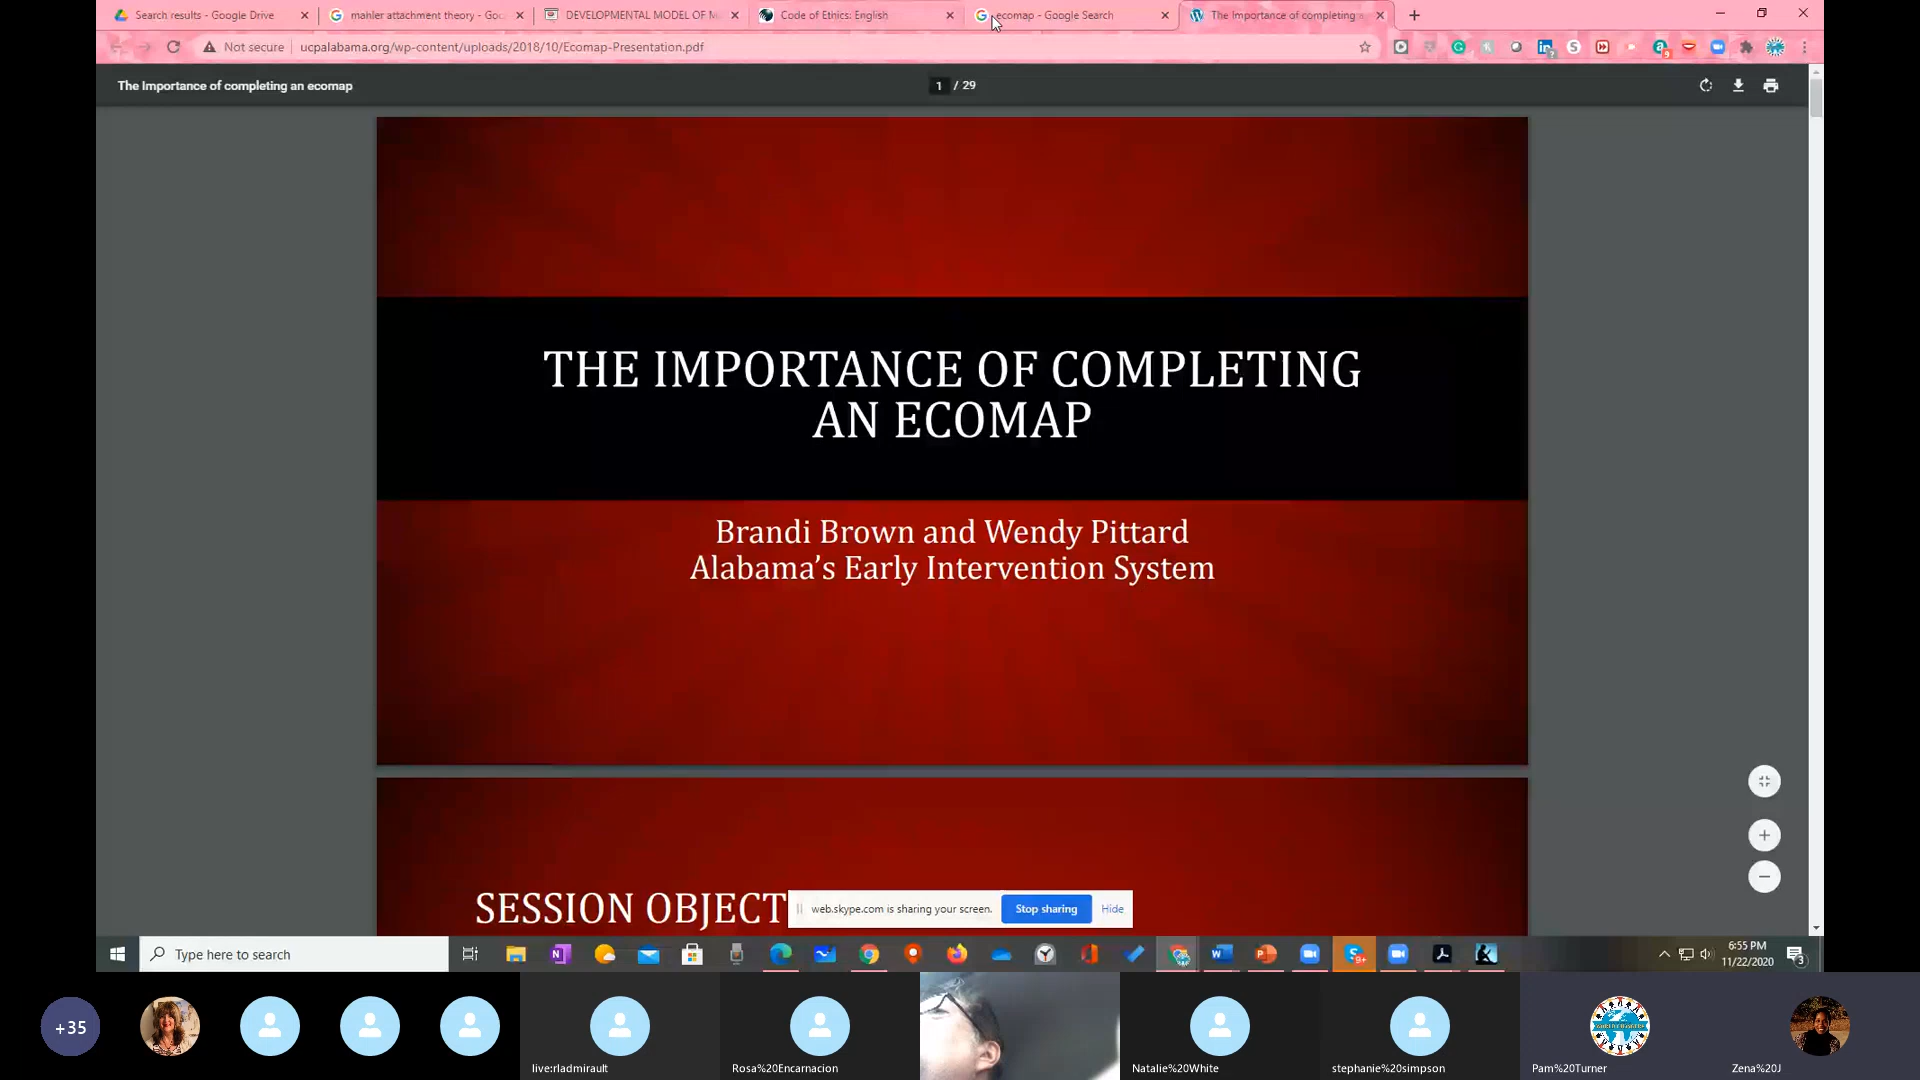 Search results - Google Drive
mahler attachment theory - Goo
DEVELOPMENTAL MODEL OF M
Code of Ethics: English
ecomap - Google Search
The Importance of completing
Not secure
ucpalabama.org/wp-content/uploads/2018/10/Ecomap-Presentation.pdf
The Importance of completing an ecomap
1 / 29
THE IMPORTANCE OF COMPLETING
AN ECOMAP
Brandi Brown and Wendy Pittard
Alabama's Early Intervention System
SESSION OBJECT
web.skype.com is sharing your screen.
Stop sharing
Hide
Type here to search
6:55 PM
11/22/2020
+35
live:rladmirault
Rosa%20Encarnacion
Natalie%20White
stephanie%20simpson
Pam%20Turner
Zena%20J